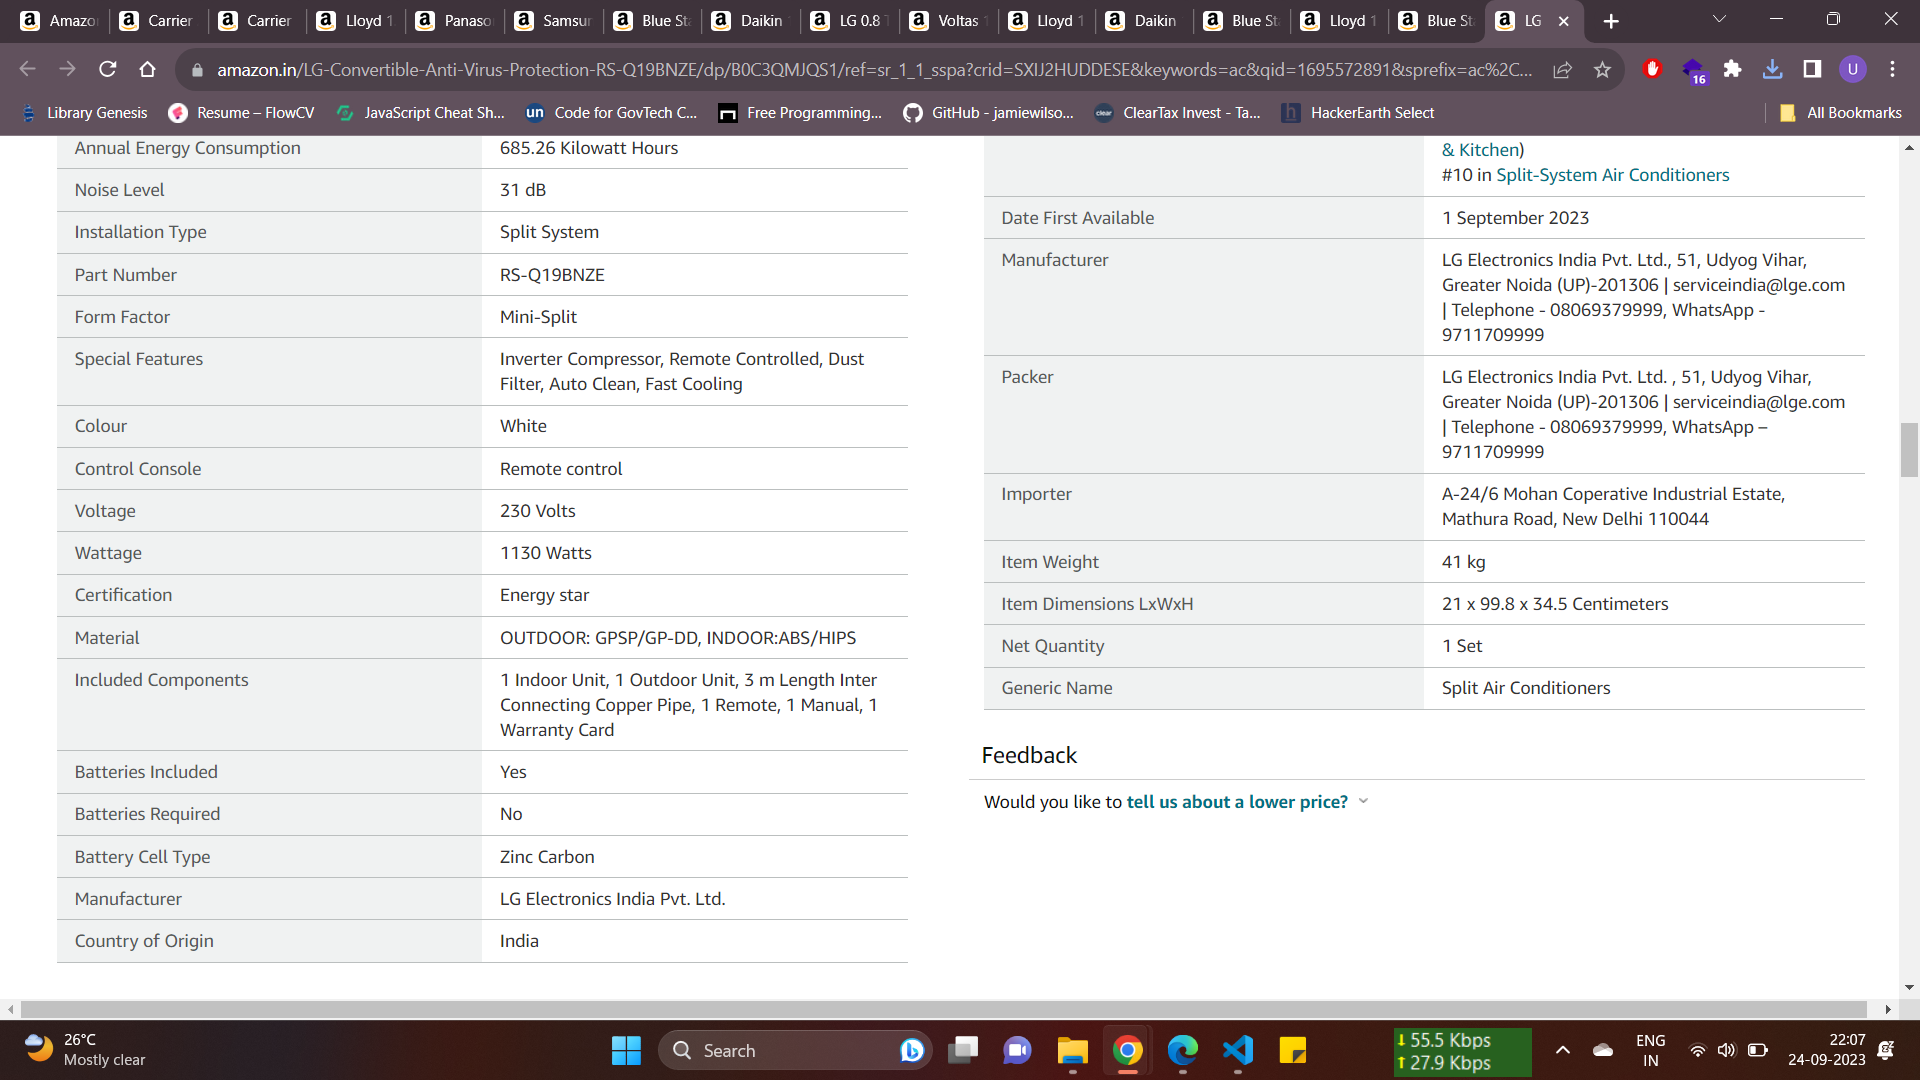 Amazo
Carrier
Carrier
Lloyd 1
Panaso
Samsu
Blue Sta
Daikin
LG 0.8 T
Voltas
Lloyd 1
Daikin
Blue Sta
Lloyd 1
Blue Sta
LG
amazon.in/LG-Convertible-Anti-Virus-Protection-RS-Q19BNZE/dp/B0C3QMJQS1/ref=sr_1_1_sspa?crid=SXIJ2HUDDESE&keywords=ac&qid=1695572891&sprefix=ac%2C...
16
U
Library Genesis
Resume – FlowCV
JavaScript Cheat Sh...
un
Code for GovTech C...
Free Programming...
GitHub - jamiewilso...
clear
ClearTax Invest - Ta...
h
HackerEarth Select
All Bookmarks
Annual Energy Consumption
685.26 Kilowatt Hours
Noise Level
31 dB
Installation Type
Split System
Part Number
RS-Q19BNZE
Form Factor
Mini-Split
Special Features
Inverter Compressor, Remote Controlled, Dust
Filter, Auto Clean, Fast Cooling
Colour
White
Control Console
Remote control
Voltage
230 Volts
Wattage
1130 Watts
Certification
Energy star
Material
OUTDOOR: GPSP/GP-DD, INDOOR:ABS/HIPS
Included Components
1 Indoor Unit, 1 Outdoor Unit, 3 m Length Inter
Connecting Copper Pipe, 1 Remote, 1 Manual, 1
Warranty Card
Batteries Included
Yes
Batteries Required
No
Battery Cell Type
Zinc Carbon
Manufacturer
LG Electronics India Pvt. Ltd.
Country of Origin
India
& Kitchen)
#10 in Split-System Air Conditioners
Date First Available
1 September 2023
Manufacturer
LG Electronics India Pvt. Ltd., 51, Udyog Vihar,
Greater Noida (UP)-201306 | serviceindia@lge.com
| Telephone - 08069379999, WhatsApp -
9711709999
Packer
LG Electronics India Pvt. Ltd. , 51, Udyog Vihar,
Greater Noida (UP)-201306 | serviceindia@lge.com
| Telephone - 08069379999, WhatsApp –
9711709999
Importer
A-24/6 Mohan Coperative Industrial Estate,
Mathura Road, New Delhi 110044
Item Weight
41 kg
Item Dimensions LxWxH
21 x 99.8 x 34.5 Centimeters
Net Quantity
1 Set
Generic Name
Split Air Conditioners
Feedback
Would you like to tell us about a lower price?
26°C
Mostly clear
Search
55.5 Kbps
27.9 Kbps
ENG
IN
22:07
24-09-2023